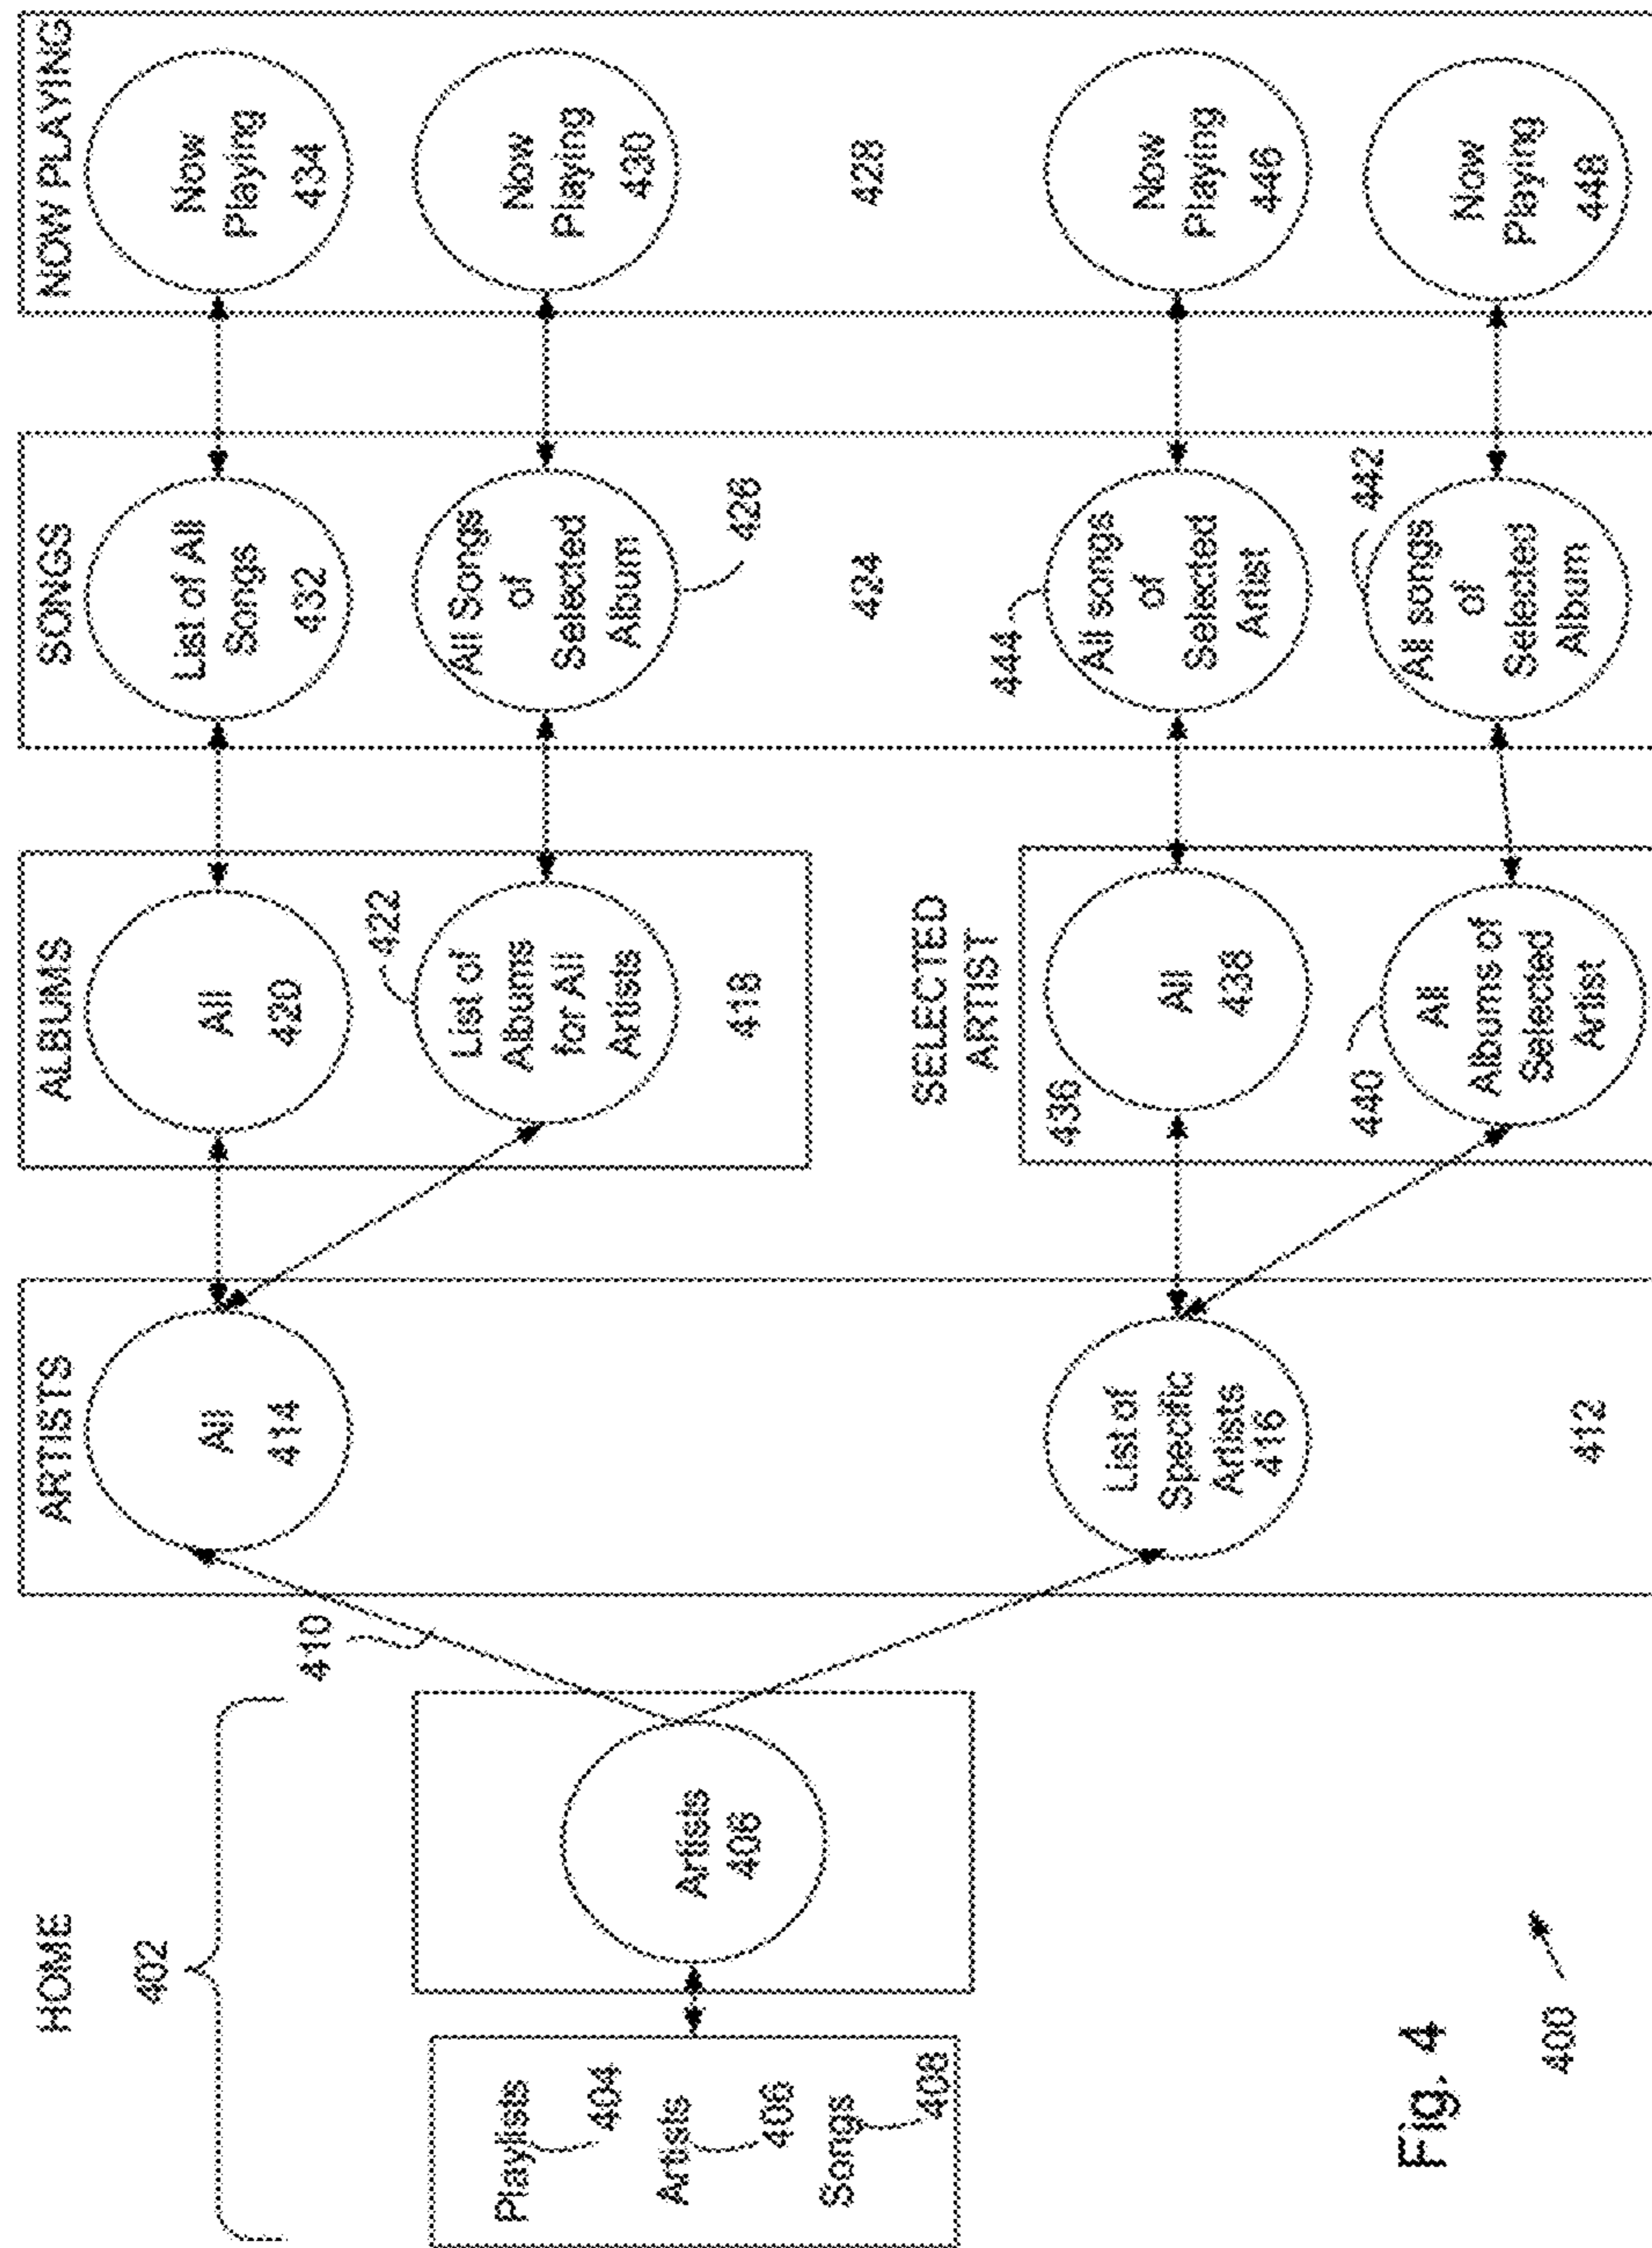 HOME
402
Playlists
404
Artists
406
Songs
408
Artists
406
410
ARTISTS
All
414
List of
Specific
Artists
416
412
ALBUMS
All
420
422
List of
Albums
for All
Artists
418
SELECTED
ARTIST
436
All
438
440
All
Albums of
Selected
Artist
SONGS
List of All
Songs
432
All Songs
of
Selected
Album
426
424
444
All songs
of
Selected
Artist
442
All songs
of
Selected
Album
NOW PLAYING
Now
Playing
434
Now
Playing
430
428
Now
Playing
446
Now
Playing
448
Fig. 4
400